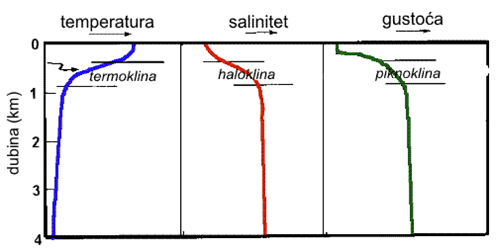 temperatura salinitet gustoća
0
termoklina haloklina piknoklina
1
2
3
4
dubina (km)